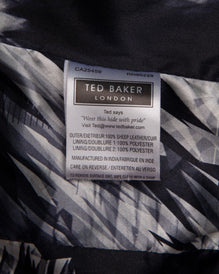 CA25459
TED BAKER
LONDON
Ted says
"Wear this hide with pride"
visit Ted@www.tedbaker.com
OUTER/EXTRIEUR 100% SHEEP LEATHER/CUIR
LINING/DOUBLURE 1 100% POLYESTER
LINING/DOUBLURE 2 100% POLYESTER
MANUFACTURED IN INDIA/FABRIQUE EN INDE
CARE ON REVERSE / ENTRETIEN AU VERSO